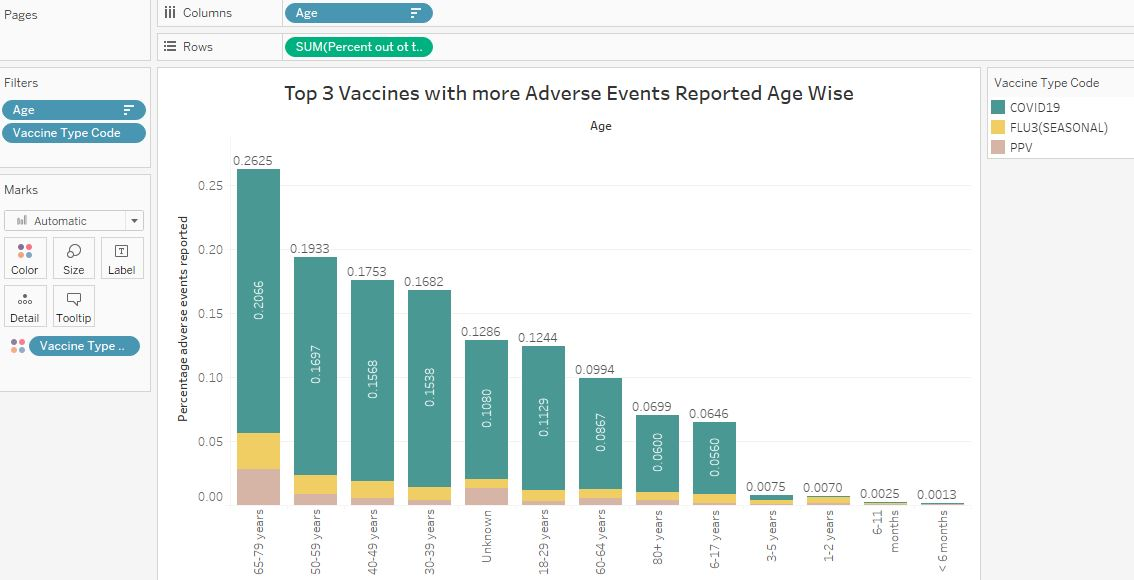 Pages
Columns
Age
Rows
SUM(Percent out ot t..
Filters
Age
Vaccine Type Code
Marks
Automatic
Color
Size
Label
Detail
Tooltip
Vaccine Type ..
Top 3 Vaccines with more Adverse Events Reported Age Wise
Age
Percentage adverse events reported
0.25
0.20
0.15
0.10
0.05
0.00
0.2625
0.2066
0.1933
0.1697
0.1753
0.1568
0.1682
0.1538
0.1286
0.1080
0.1244
0.1129
0.0994
0.0867
0.0699
0.0600
0.0646
0.0560
0.0075
0.0070
0.0025
0.0013
65-79 years
50-59 years
40-49 years
30-39 years
Unknown
18-29 years
60-64 years
80+ years
6-17 years
3-5 years
1-2 years
6-11
months
< 6 months
Vaccine Type Code
COVID19
FLU3(SEASONAL)
PPV